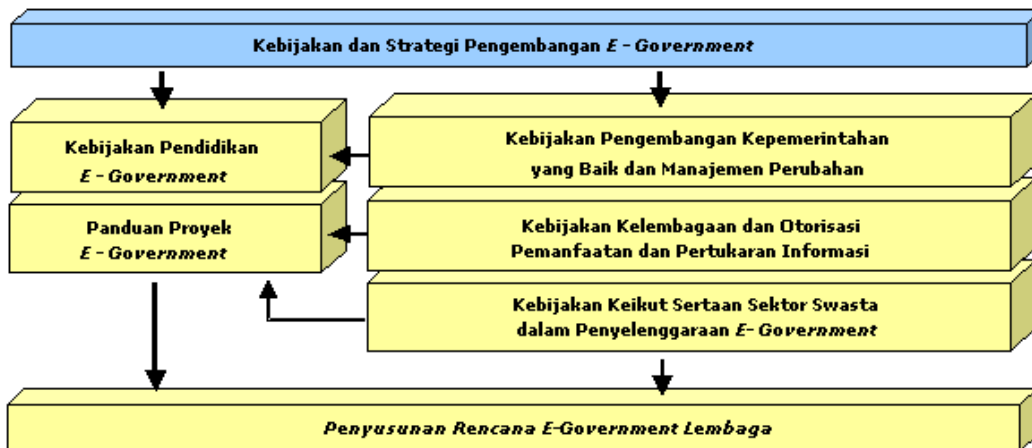 Kebijakan dan Strategi Pengembangan E - Government
Kebijakan Pendidikan
E - Government
Kebijakan Pengembangan Kepemerintahan
yang Baik dan Manajemen Perubahan
Panduan Proyek
E - Government
Kebijakan Kelembagaan dan Otorisasi
Pemanfaatan dan Pertukaran Informasi
Kebijakan Keikut Sertaan Sektor Swasta
dalam Penyelenggaraan E- Government
Penyusunan Rencana E-Government Lembaga